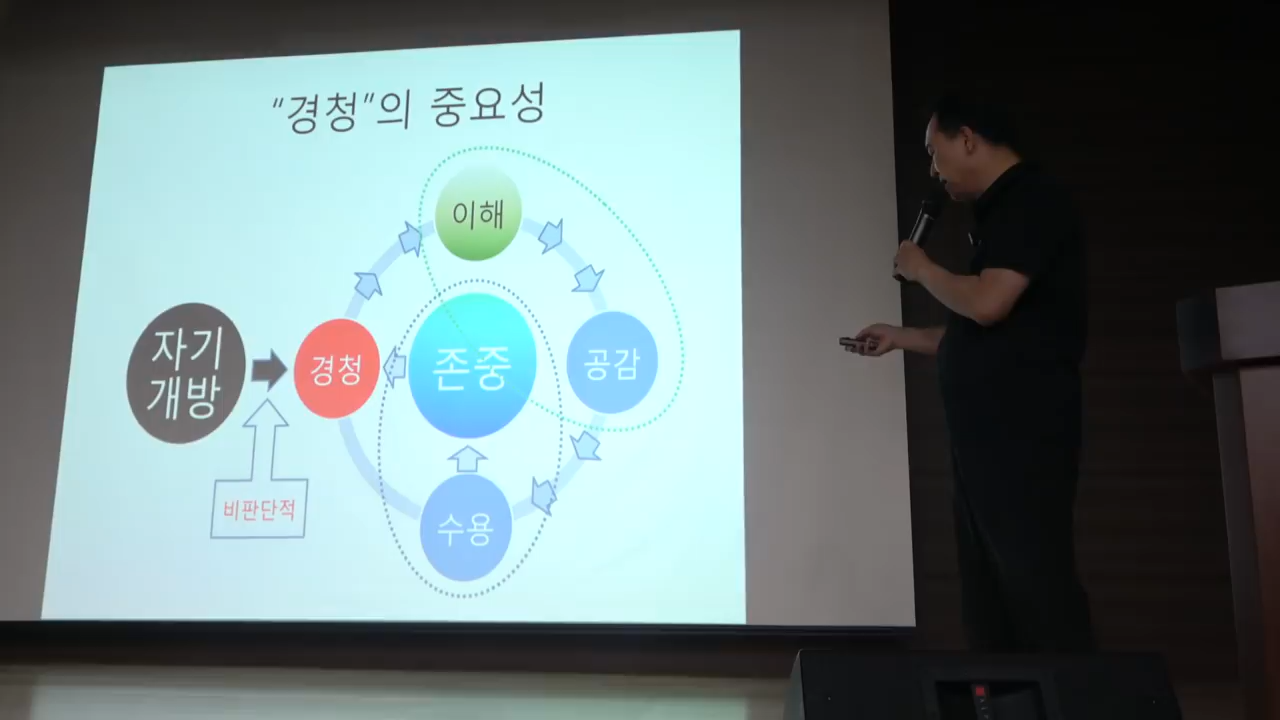 “경청”의 중요성
이해
자기
개방
경청
존중
공감
비판단적
수용